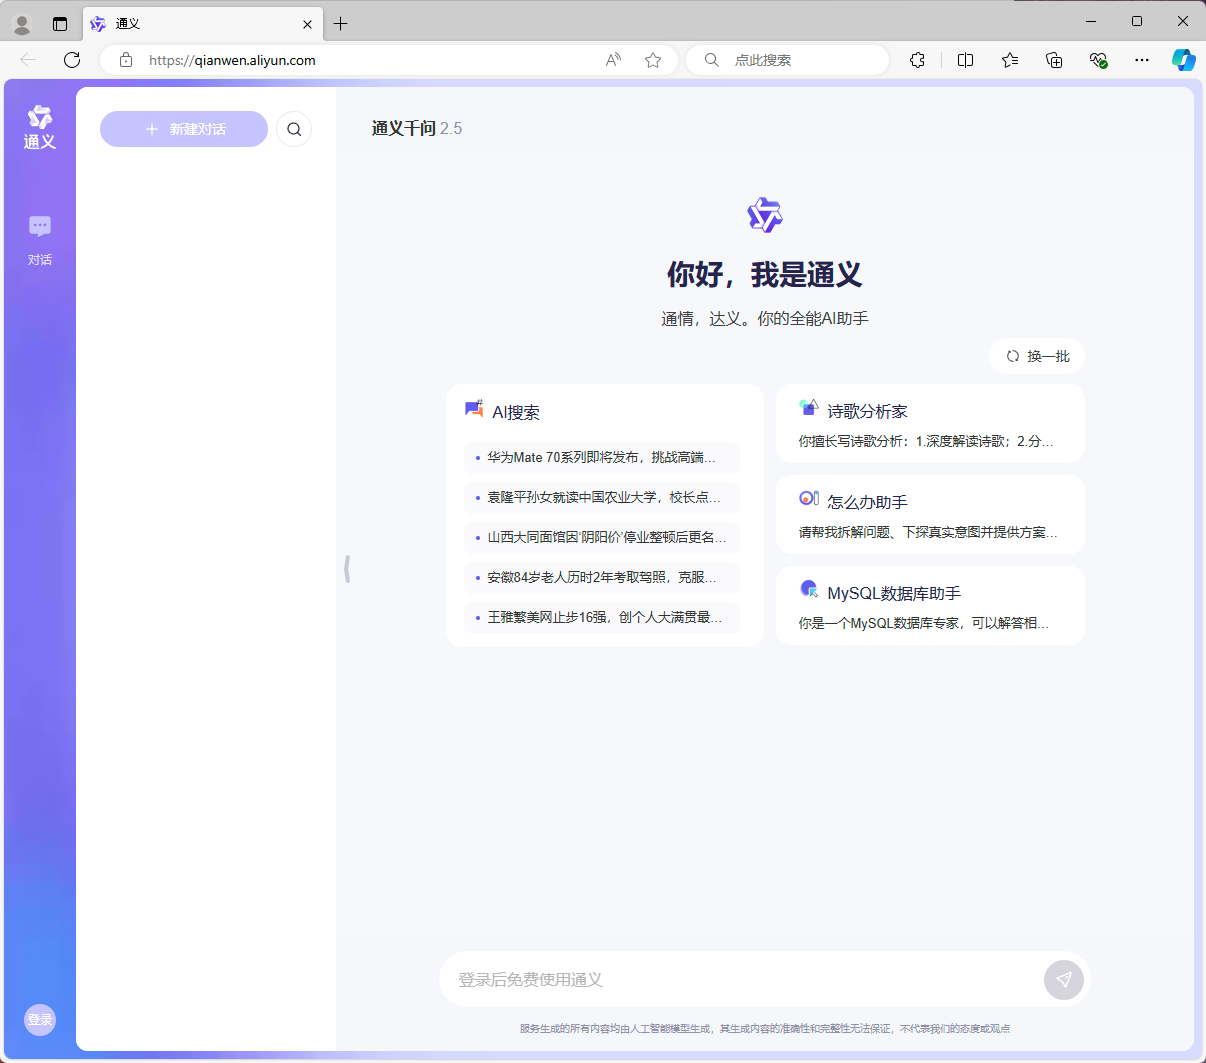 通义
https://qianwen.aliyun.com
点此搜索
通义
新建对话
通义千问 2.5
对话
你好，我是通义
通情，达义。你的全能AI助手
换一批
AI搜索
华为Mate 70系列即将发布，挑战高端...
袁隆平孙女就读中国农业大学，校长点...
山西大同面馆因'阴阳价'停业整顿后更名...
安徽84岁老人历时2年考取驾照，克服...
王雅繁美网止步16强，创个人大满贯最...
诗歌分析家
你擅长写诗歌分析：1.深度解读诗歌；2.分...
怎么办助手
请帮我拆解问题、下探真实意图并提供方案...
MySQL数据库助手
你是一个MySQL数据库专家，可以解答相...
登录后免费使用通义
登录
服务生成的所有内容均由人工智能模型生成，其生成内容的准确性和完整性无法保证，不代表我们的态度或观点